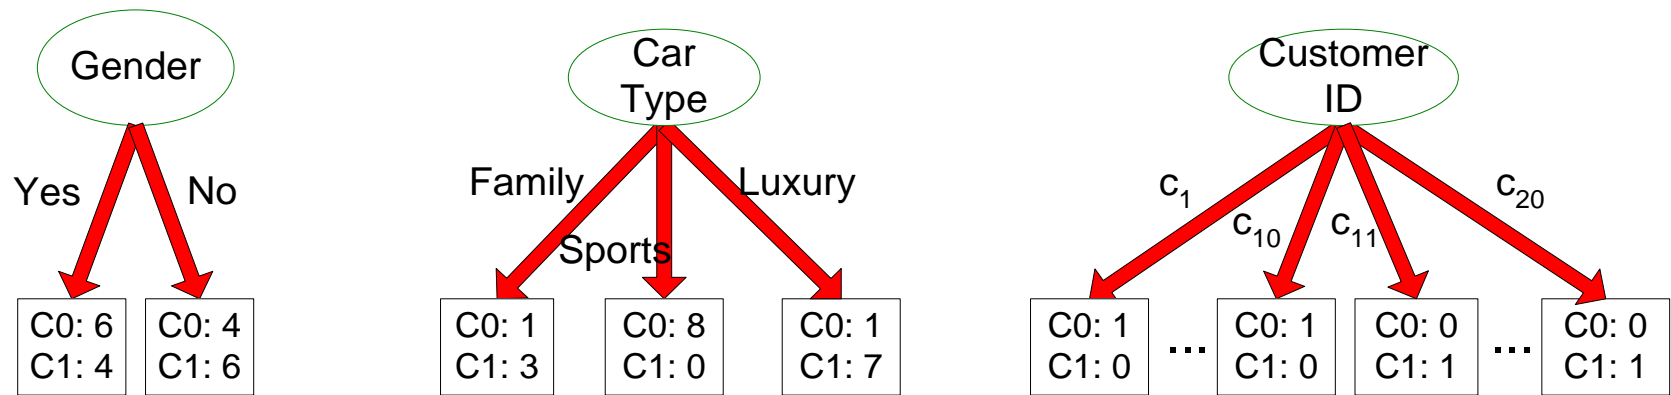 Gender
Yes
No
C0: 6
C1: 4
C0: 4
C1: 6
Car
Type
Family
Sports
Luxury
C0: 1
C1: 3
C0: 8
C1: 0
C0: 1
C1: 7
Customer
ID
c1
c10
c11
c20
C0: 1
C1: 0
...
C0: 1
C1: 0
C0: 0
C1: 1
...
C0: 0
C1: 1